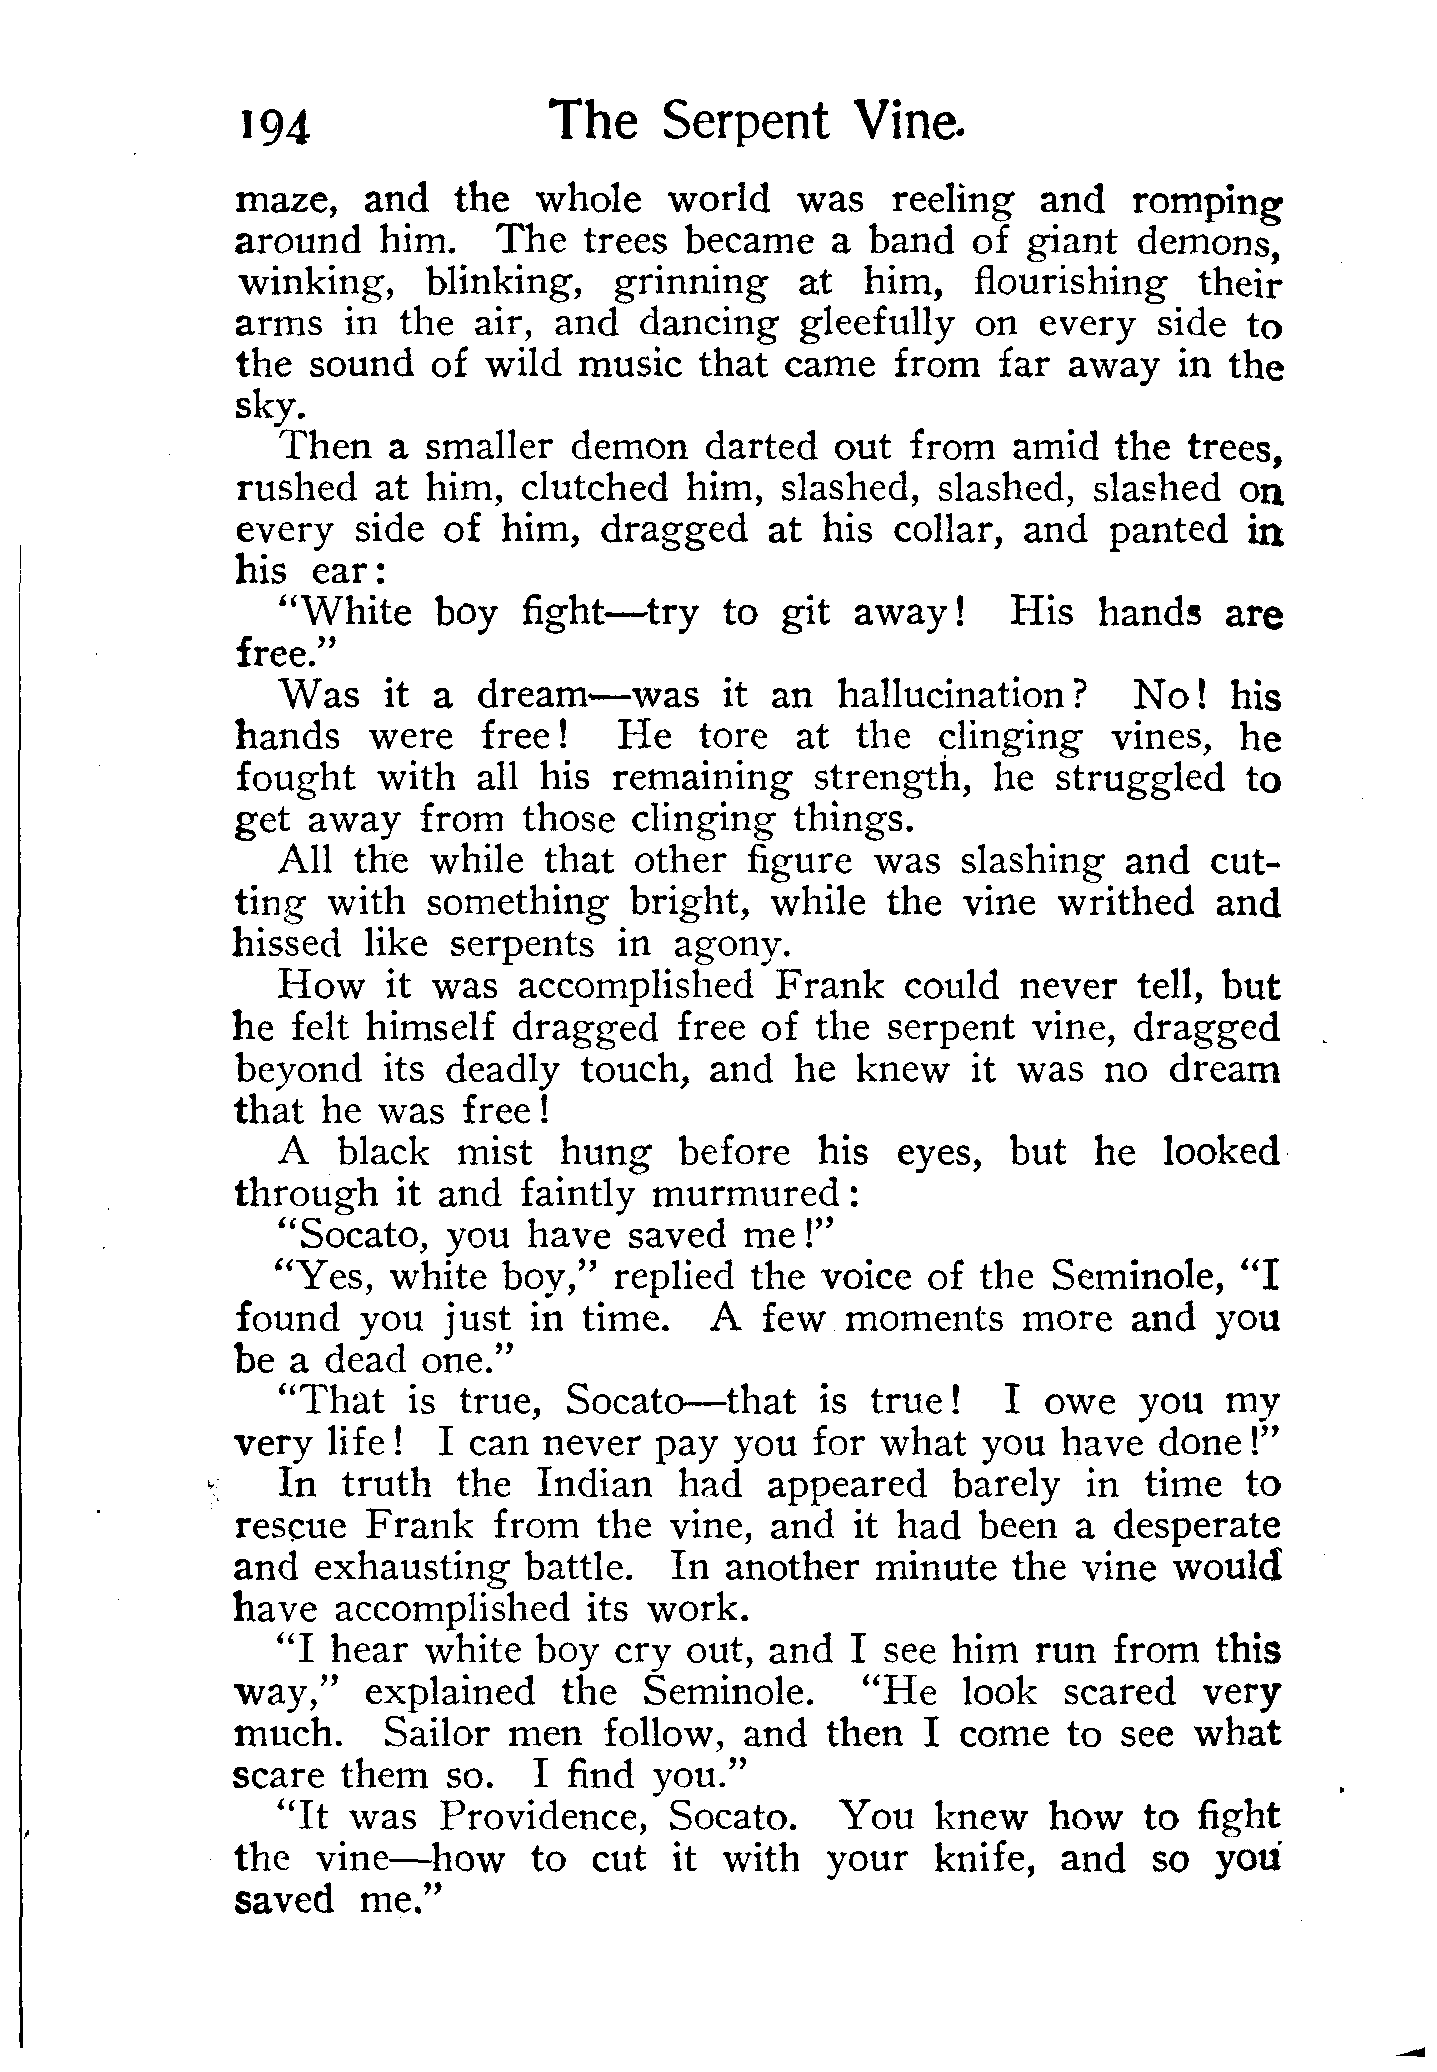 194 The Serpent Vine.
maze, and the whole world was reeling and romping
around him. The trees became a band of giant demons,
winking, blinking, grinning at him, flourishing their
arms in the air, and dancing gleefully on every side to
the sound of wild music that came from far away in the
sky.
Then a smaller demon darted out from amid the trees,
rushed at him, clutched him, slashed, slashed, slashed on
every side of him, dragged at his collar, and panted in
his ear:
"White boy fight—try to git away! His hands are
free."
Was it a dream—was it an hallucination? No! his
hands were free! He tore at the clinging vines, he
fought with all his remaining strength, he struggled to
get away from those clinging things.
All the while that other figure was slashing and cut-
ting with something bright, while the vine writhed and
hissed like serpents in agony.
How it was accomplished Frank could never tell, but
he felt himself dragged free of the serpent vine, dragged
beyond its deadly touch, and he knew it was no dream
that he was free!
A black mist hung before his eyes, but he looked
through it and faintly murmured:
"Socato, you have saved me!"
"Yes, white boy," replied the voice of the Seminole, "I
found you just in time. A few moments more and you
be a dead one."
"That is true, Socato—that is true! I owe you my
very life! I can never pay you for what you have done!"
In truth the Indian had appeared barely in time to
rescue Frank from the vine, and it had been a desperate
and exhausting battle. In another minute the vine would
have accomplished its work.
"I hear white boy cry out, and I see him run from this
way," explained the Seminole. "He look scared very
much. Sailor men follow, and then I come to see what
scare them so. I find you."
"It was Providence, Socato. You knew how to fight
the vine—how to cut it with your knife, and so you
saved me."